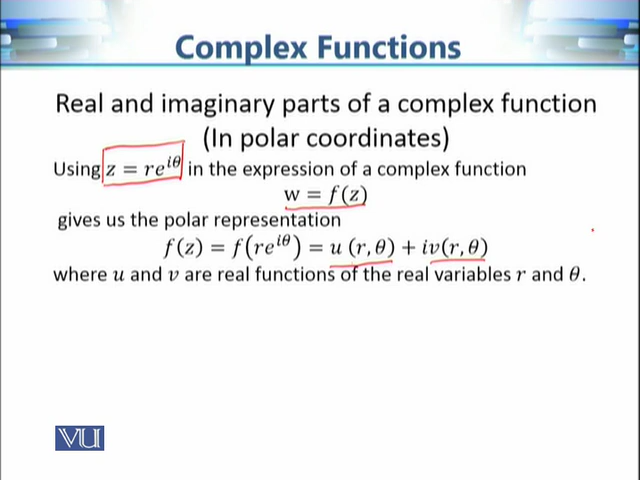 Complex Functions
Real and imaginary parts of a complex function
(In polar coordinates)
Using z = re^{iθ} in the expression of a complex function
w = f(z)
gives us the polar representation
f(z) = f(re^{iθ}) = u (r, θ) + iv(r, θ)
where u and v are real functions of the real variables r and θ.
VU